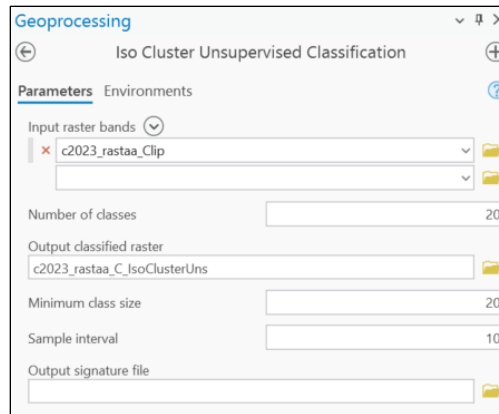 Geoprocessing
Iso Cluster Unsupervised Classification
Parameters Environments
Input raster bands
c2023_rastaa_Clip
Number of classes 20
Output classified raster
c2023_rastaa_C_IsoClusterUns
Minimum class size 20
Sample interval 10
Output signature file